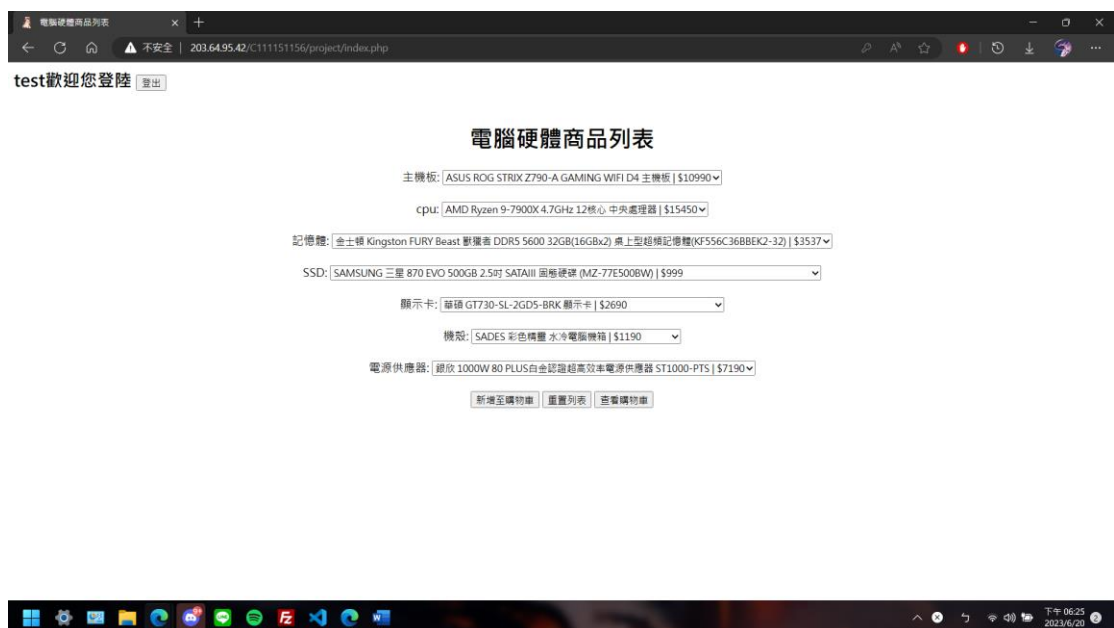 電腦硬體商品列表
不安全 | 203.64.95.42/C111151156/project/index.php
test歡迎您登陸 登出
電腦硬體商品列表
主機板: ASUS ROG STRIX Z790-A GAMING WIFI D4 主機板 | $10990
cpu: AMD Ryzen 9-7900X 4.7GHz 12核心 中央處理器 | $15450
記憶體: 金士頓 Kingston FURY Beast 獸獵者 DDR5 5600 32GB(16GBx2) 桌上型超頻記憶體(KF556C36BBEK2-32) | $3537
SSD: SAMSUNG 三星 870 EVO 500GB 2.5吋 SATAIII 固態硬碟 (MZ-77E500BW) | $999
顯示卡: 華碩 GT730-SL-2GD5-BRK 顯示卡 | $2690
機殼: SADES 彩色精靈 水冷電腦機箱 | $1190
電源供應器: 銀欣 1000W 80 PLUS白金認證超高效率電源供應器 ST1000-PTS | $7190
新增至購物車 重置列表 查看購物車
ㄅ
下午 06:25
2023/6/20